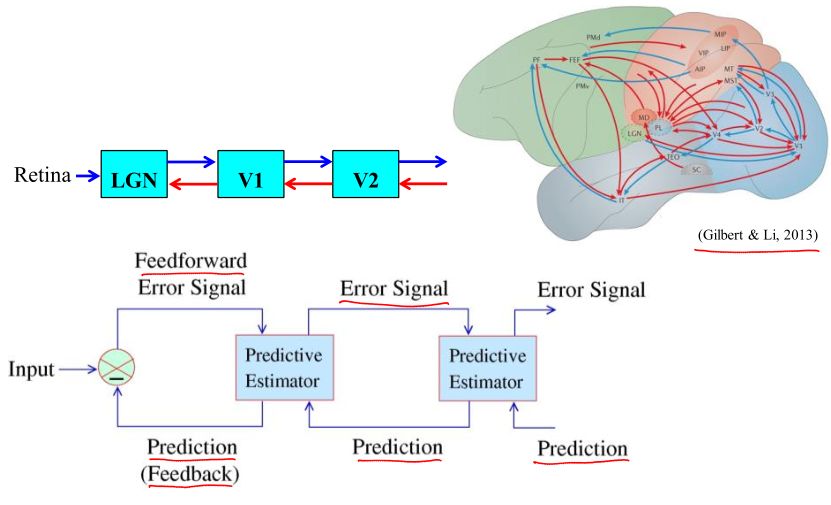 PMd
MIP
VIP
LIP
PF
FEF
AIP
MT
MST
V3
PMv
MD
PL
LGN
V4
V2
V1
TEO
SC
IT
Retina
LGN
V1
V2
(Gilbert & Li, 2013)
Feedforward
Error Signal
Error Signal
Error Signal
Input
Predictive
Estimator
Predictive
Estimator
Prediction
(Feedback)
Prediction
Prediction